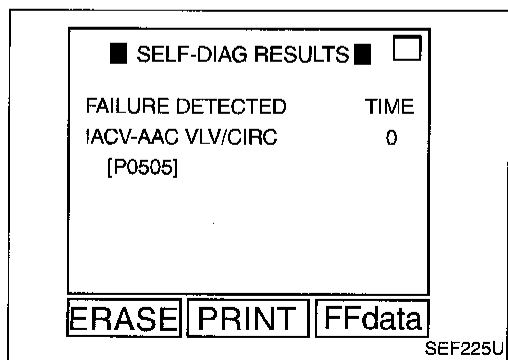 SELF-DIAG RESULTS
FAILURE DETECTED TIME
IACV-AAC VLV/CIRC 0
[P0505]
ERASE PRINT FFdata
SEF225U